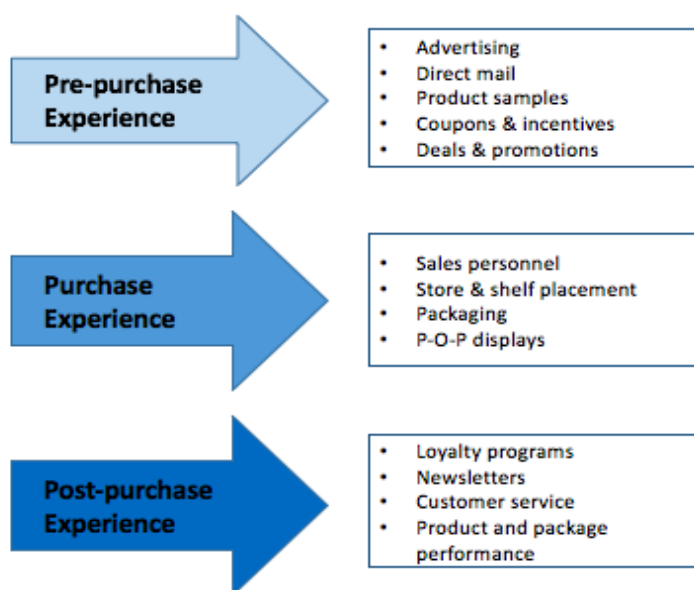 Pre-purchase
Experience
• Advertising
• Direct mail
• Product samples
• Coupons & incentives
• Deals & promotions
Purchase
Experience
• Sales personnel
• Store & shelf placement
• Packaging
• P-O-P displays
Post-purchase
Experience
• Loyalty programs
• Newsletters
• Customer service
• Product and package
performance